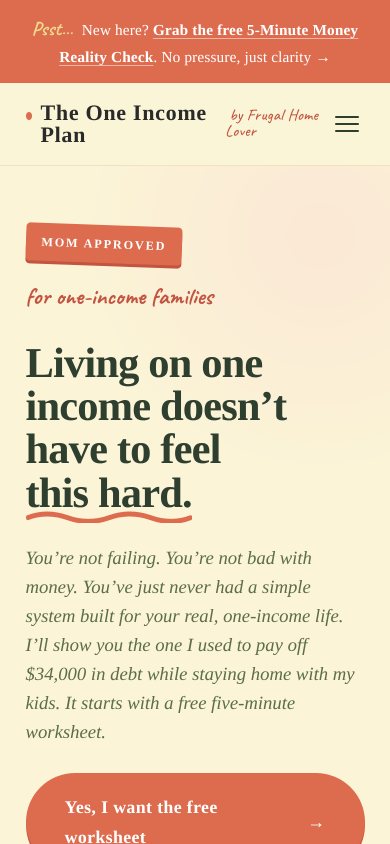 Psst... New here? Grab the free 5-Minute Money
Reality Check. No pressure, just clarity →
The One Income
Plan
by Frugal Home
Lover
MOM APPROVED
for one-income families
Living on one
income doesn’t
have to feel
this hard.
You’re not failing. You’re not bad with
money. You’ve just never had a simple
system built for your real, one-income life.
I’ll show you the one I used to pay off
$34,000 in debt while staying home with my
kids. It starts with a free five-minute
worksheet.
Yes, I want the free →
worksheet